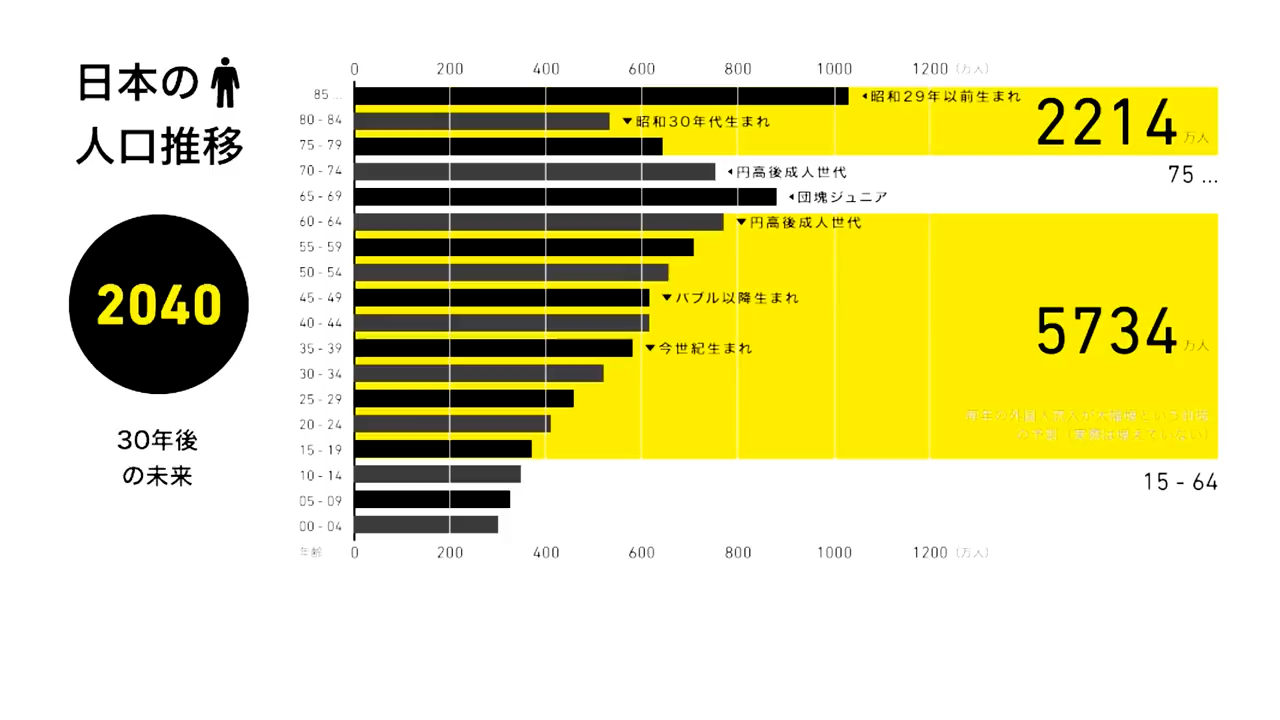 日本の
人口推移
2040
30年後
の未来
0 200 400 600 800 1000 1200 (万人)
85 ... ◂昭和29年以前生まれ
80 - 84 ▼昭和30年代生まれ
75 - 79
70 - 74 ◂円高後成人世代
65 - 69 ◂団塊ジュニア
60 - 64 ▼円高後成人世代
55 - 59
50 - 54
45 - 49 ▼バブル以降生まれ
40 - 44
35 - 39 ▼今世紀生まれ
30 - 34
25 - 29
20 - 24
15 - 19
10 - 14
05 - 09
00 - 04
年齢 0 200 400 600 800 1000 1200 (万人)
2214 万人
75 ...
5734 万人
15 - 64